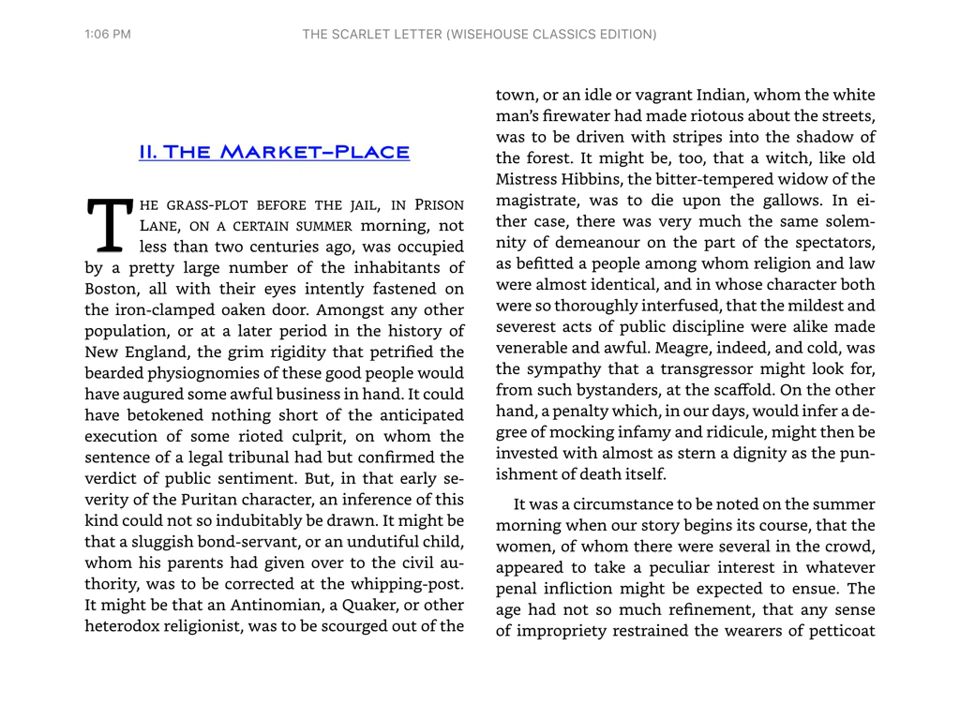 1:06 PM
THE SCARLET LETTER (WISEHOUSE CLASSICS EDITION)
II. THE MARKET–PLACE
THE GRASS-PLOT BEFORE THE JAIL, IN PRISON
LANE, ON A CERTAIN SUMMER morning, not
less than two centuries ago, was occupied
by a pretty large number of the inhabitants of
Boston, all with their eyes intently fastened on
the iron-clamped oaken door. Amongst any other
population, or at a later period in the history of
New England, the grim rigidity that petrified the
bearded physiognomies of these good people would
have augured some awful business in hand. It could
have betokened nothing short of the anticipated
execution of some rioted culprit, on whom the
sentence of a legal tribunal had but confirmed the
verdict of public sentiment. But, in that early se-
verity of the Puritan character, an inference of this
kind could not so indubitably be drawn. It might be
that a sluggish bond-servant, or an undutiful child,
whom his parents had given over to the civil au-
thority, was to be corrected at the whipping-post.
It might be that an Antinomian, a Quaker, or other
heterodox religionist, was to be scourged out of the
town, or an idle or vagrant Indian, whom the white
man’s firewater had made riotous about the streets,
was to be driven with stripes into the shadow of
the forest. It might be, too, that a witch, like old
Mistress Hibbins, the bitter-tempered widow of the
magistrate, was to die upon the gallows. In ei-
ther case, there was very much the same solem-
nity of demeanour on the part of the spectators,
as befitted a people among whom religion and law
were almost identical, and in whose character both
were so thoroughly interfused, that the mildest and
severest acts of public discipline were alike made
venerable and awful. Meagre, indeed, and cold, was
the sympathy that a transgressor might look for,
from such bystanders, at the scaffold. On the other
hand, a penalty which, in our days, would infer a de-
gree of mocking infamy and ridicule, might then be
invested with almost as stern a dignity as the pun-
ishment of death itself.
It was a circumstance to be noted on the summer
morning when our story begins its course, that the
women, of whom there were several in the crowd,
appeared to take a peculiar interest in whatever
penal infliction might be expected to ensue. The
age had not so much refinement, that any sense
of impropriety restrained the wearers of petticoat